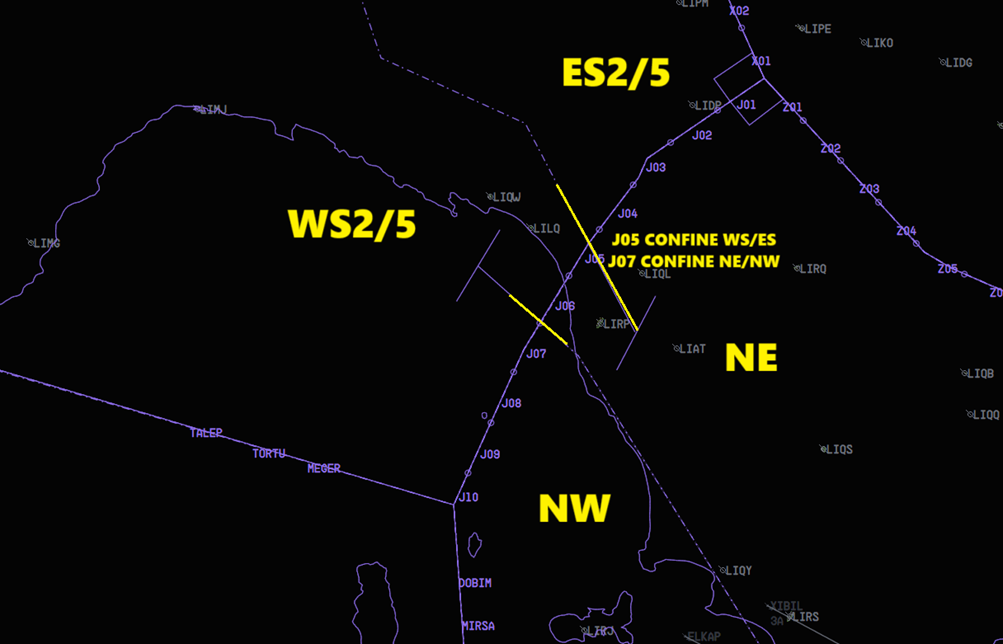 LIPM
X02
LIPE
LIKO
ES2/5
X01
LIDG
LIMJ
LIDP
J01
Z01
J02
Z02
J03
Z03
LIQW
WS2/5
J04
LILQ
Z04
LIMG
J05 CONFINE WS/ES
J05
J07 CONFINE NE/NW
LIRQ
Z05
LIQL
J06
LIRP
J07
LIAT
NE
LIQB
J08
LIQQ
TALEP
TORTU
LIQS
J09
MEGER
J10
NW
LIQY
DOBIM
XIBIL
3A
LIRS
MIRSA
LIRJ
ELKAP